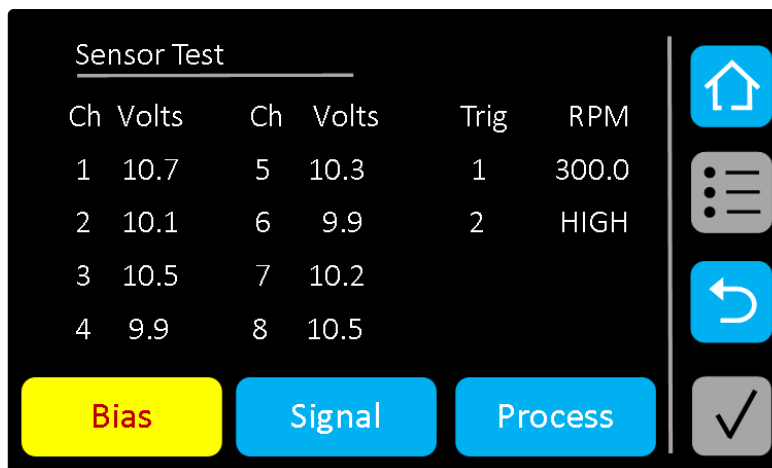 Sensor Test
Ch Volts Ch Volts Trig RPM
1 10.7 5 10.3 1 300.0
2 10.1 6 9.9 2 HIGH
3 10.5 7 10.2
4 9.9 8 10.5
Bias Signal Process